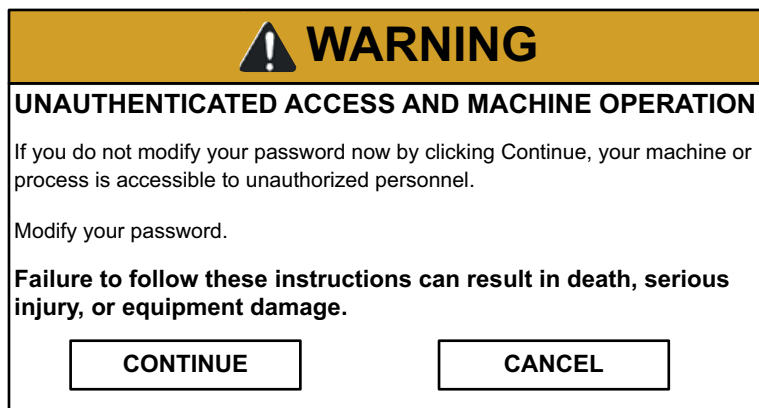 WARNING
UNAUTHENTICATED ACCESS AND MACHINE OPERATION
If you do not modify your password now by clicking Continue, your machine or
process is accessible to unauthorized personnel.
Modify your password.
Failure to follow these instructions can result in death, serious
injury, or equipment damage.
CONTINUE
CANCEL